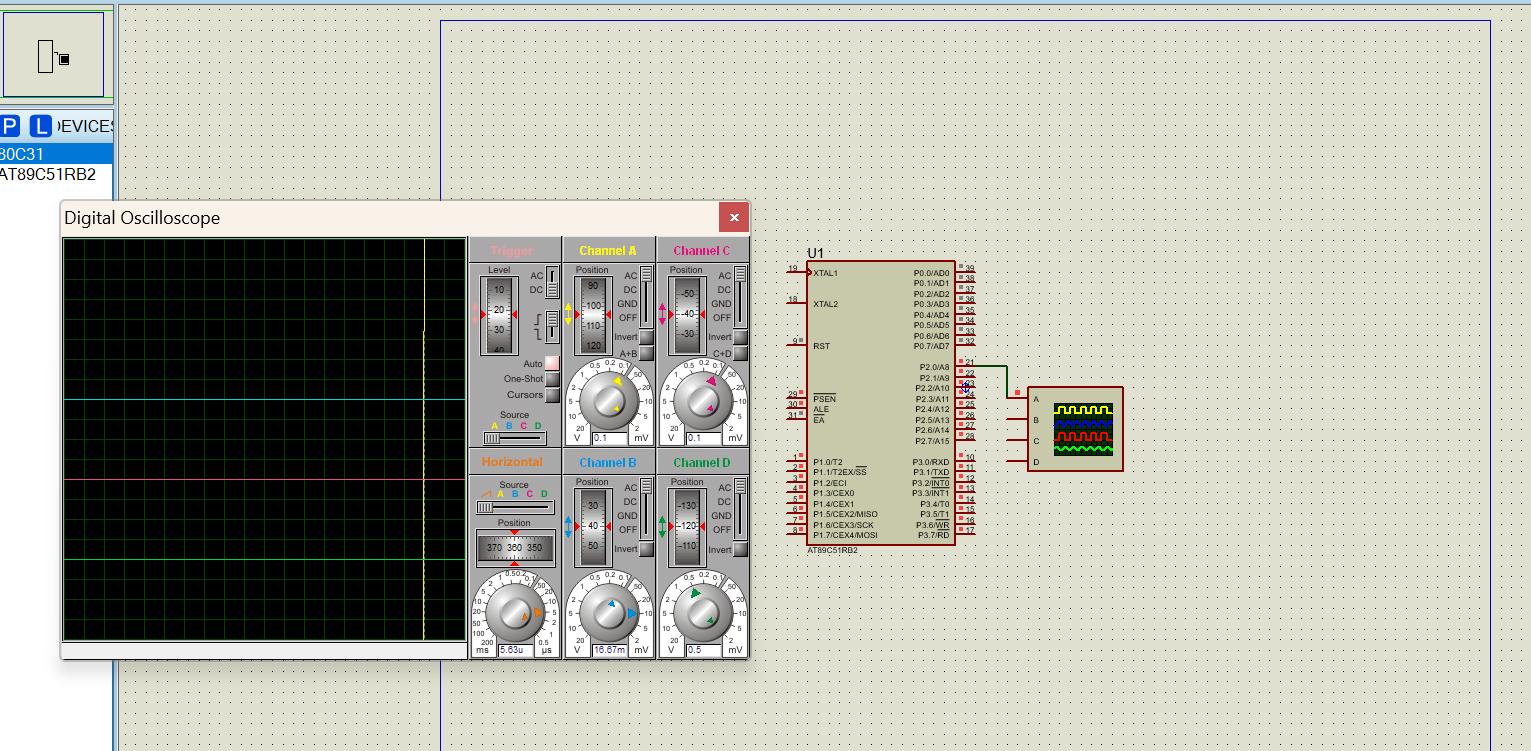 P L DEVICES
80C31
AT89C51RB2
Digital Oscilloscope
Trigger
Level
AC
DC
10
20
30
40
Auto
One-Shot
Cursors
Source
A B C D
Channel A
Position
AC
DC
GND
OFF
Invert
A+B
90
100
110
120
V 0.1 mV
Channel C
Position
AC
DC
GND
OFF
Invert
C+D
-50
-40
-30
V 0.1 mV
Horizontal
Source
A B C D
Position
370 360 350
ms 5.63u µs
Channel B
Position
AC
DC
GND
OFF
Invert
30
40
50
V 16.67m mV
Channel D
Position
AC
DC
GND
OFF
Invert
-130
-120
-110
V 0.5 mV
U1
19 XTAL1
18 XTAL2
9 RST
29 PSEN
30 ALE
31 EA
1 P1.0/T2
2 P1.1/T2EX/SS
3 P1.2/ECI
4 P1.3/CEX0
5 P1.4/CEX1
6 P1.5/CEX2/MISO
7 P1.6/CEX3/SCK
8 P1.7/CEX4/MOSI
P0.0/AD0 39
P0.1/AD1 38
P0.2/AD2 37
P0.3/AD3 36
P0.4/AD4 35
P0.5/AD5 34
P0.6/AD6 33
P0.7/AD7 32
P2.0/A8 21
P2.1/A9 22
P2.2/A10 23
P2.3/A11 24
P2.4/A12 25
P2.5/A13 26
P2.6/A14 27
P2.7/A15 28
P3.0/RXD 10
P3.1/TXD 11
P3.2/INT0 12
P3.3/INT1 13
P3.4/T0 14
P3.5/T1 15
P3.6/WR 16
P3.7/RD 17
AT89C51RB2
A
B
C
D